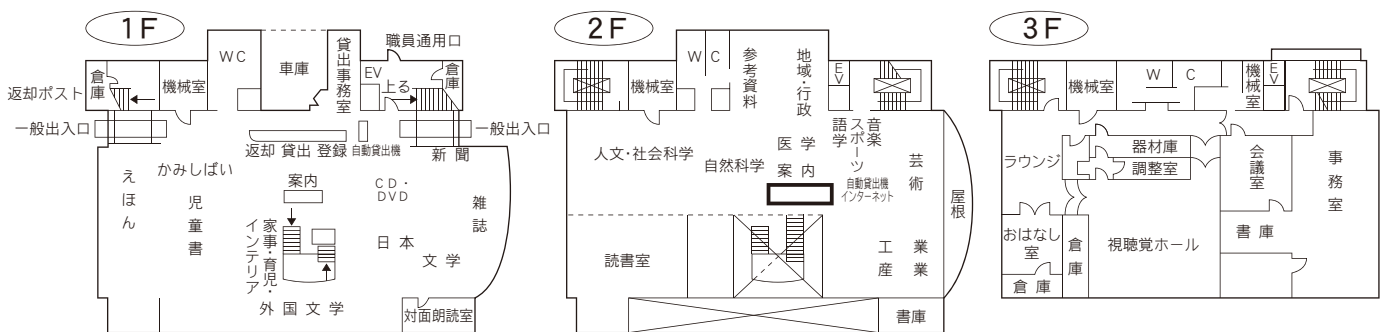 1F
職員通用口
倉庫
機械室
WC
車庫
貸出事務室
EV
上る
倉庫
返却ポスト
一般出入口
一般出入口
返却 貸出 登録
自動貸出機
新聞
かみしばい
えほん
児童書
案内
CD・
DVD
雑誌
家事・育児・
インテリア
日本
文学
外国文学
対面朗読室
2F
機械室
WC
参考資料
地域・行政
EV
人文・社会科学
自然科学
医学
語学
スポーツ
音楽
案内
自動貸出機
インターネット
芸術
屋根
読書室
工業
産業
書庫
3F
機械室
WC
機械室
EV
ラウンジ
器材庫
調整室
会議室
事務室
おはなし
室
倉庫
倉庫
視聴覚ホール
書庫